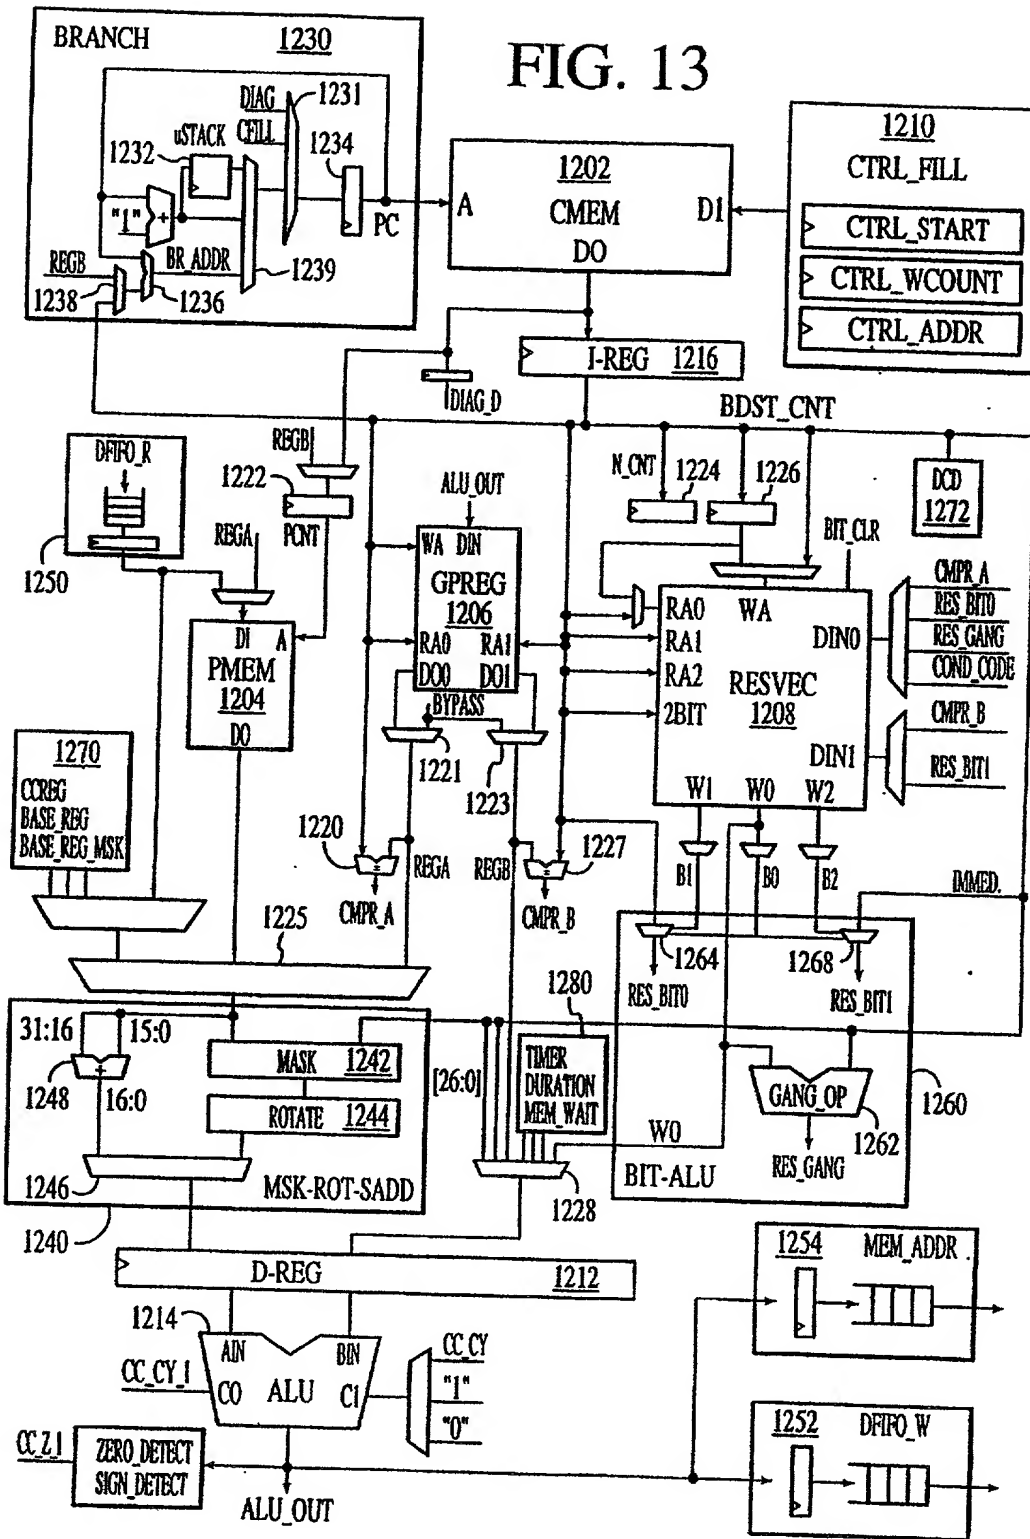 FIG. 13
BRANCH 1230
DIAG
1231
uSTACK
CFILL
1232
1234
"1"
+
PC
REGB
BR_ADDR
1238
1236
1239
1202
CMEM
A
D1
DO
1210
CTRL_FILL
CTRL_START
CTRL_WCOUNT
CTRL_ADDR
I-REG 1216
DIAG_D
BDST_CNT
DFIFO_R
1250
REGB
1222
PCNT
REGA
DI A
PMEM
1204
DO
ALU_OUT
WA DIN
GPREG
1206
RA0 RA1
DO0 DO1
BYPASS
1221
1223
N_CNT
1224
1226
BIT_CLR
DCD
1272
RA0 WA
RA1
RA2
2BIT
RESVEC
1208
DIN0
DIN1
W1 W0 W2
CMPR_A
RES_BIT0
RES_GANG
COND_CODE
CMPR_B
RES_BIT1
1270
CCREG
BASE_REG
BASE_REG_MSK
1220
=
CMPR_A
REGA
REGB
=
1227
CMPR_B
B1
B0
B2
IMMED.
1225
1264
1268
RES_BIT0
RES_BIT1
31:16
15:0
1248
+
16:0
MASK 1242
ROTATE 1244
1246
MSK-ROT-SADD
1240
[26:0]
1280
TIMER
DURATION
MEM_WAIT
W0
1228
GANG_OP
1262
RES_GANG
BIT-ALU
1260
D-REG 1212
1214
AIN BIN
CC_CY_I
C0 ALU C1
CC_CY
"1"
"0"
CC_Z_I
ZERO_DETECT
SIGN_DETECT
ALU_OUT
1254 MEM_ADDR
1252 DFIFO_W